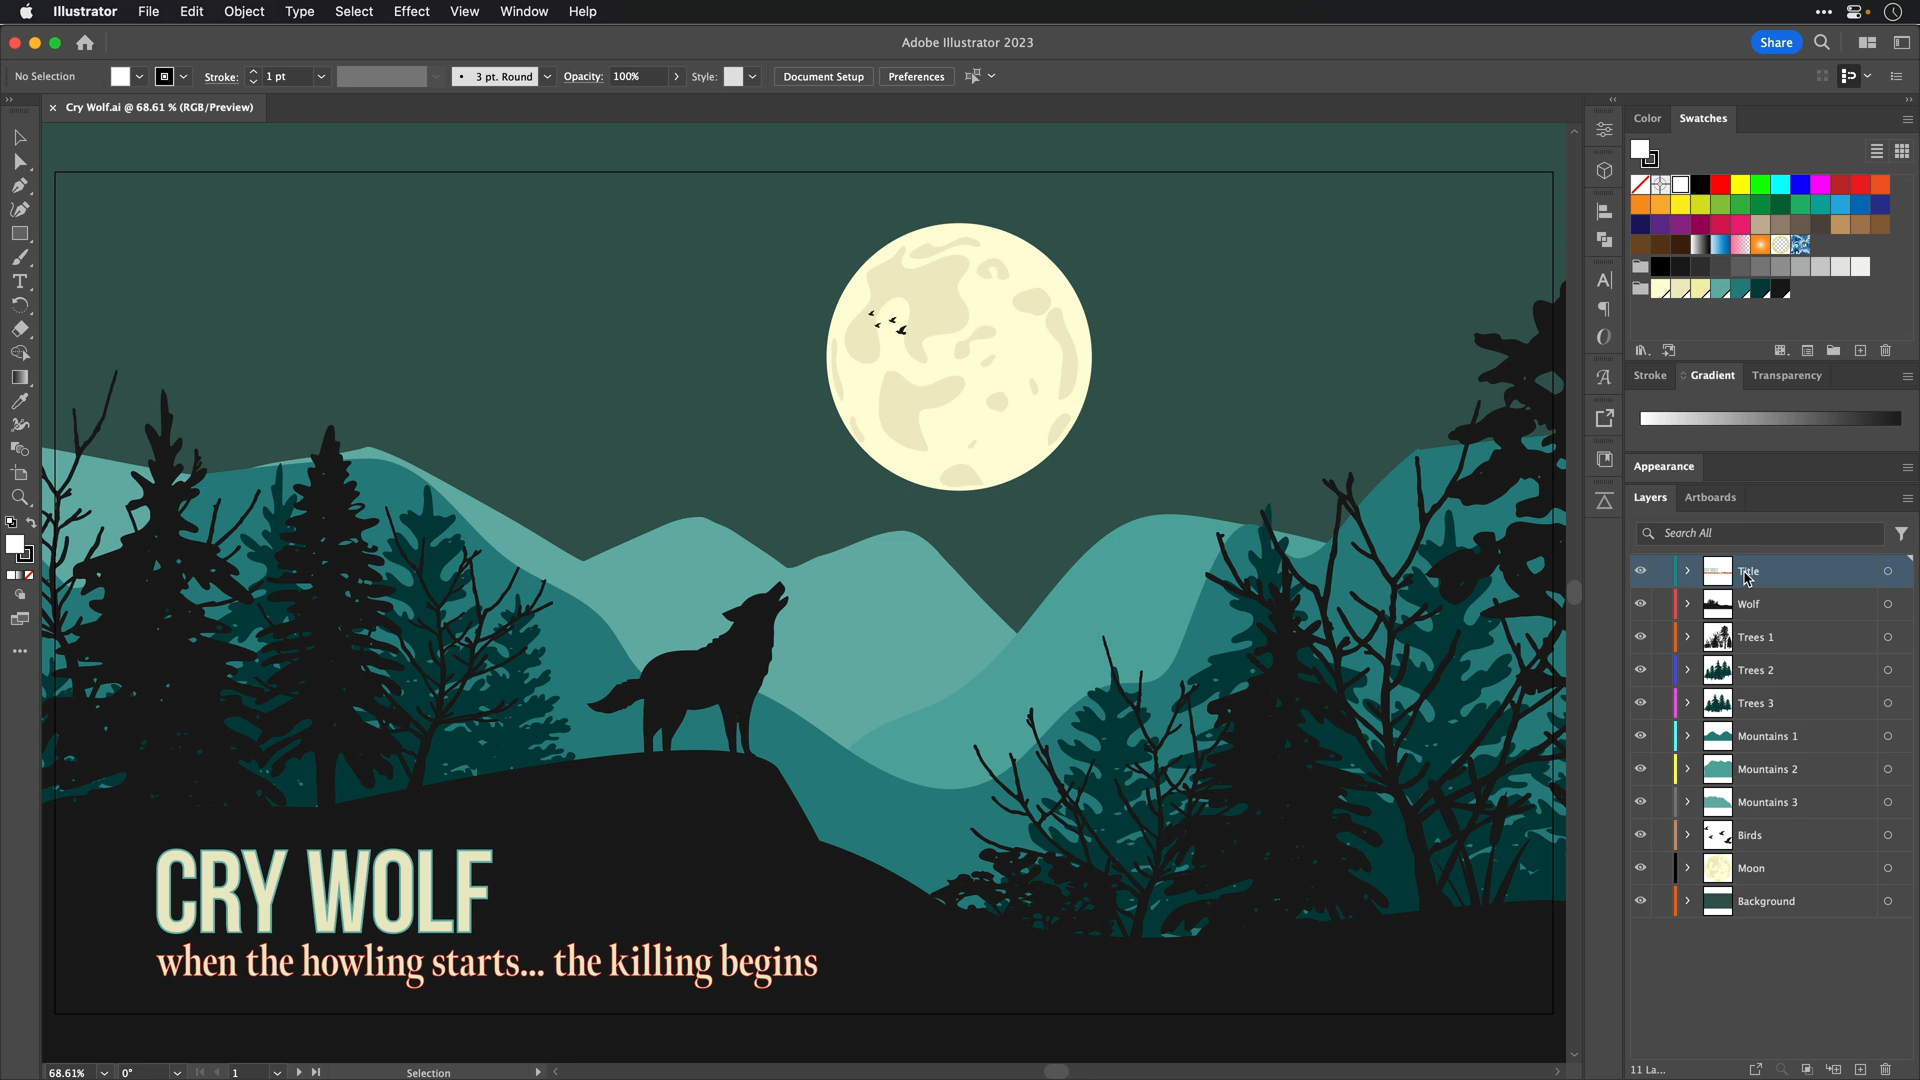 Illustrator File Edit Object Type Select Effect View Window Help
Adobe Illustrator 2023
Share
No Selection
Stroke:
1 pt
3 pt. Round
Opacity:
100%
Style:
Document Setup
Preferences
Cry Wolf.ai @ 68.61 % (RGB/Preview)
Color
Swatches
Stroke
Gradient
Transparency
Appearance
Layers
Artboards
Search All
Title
Wolf
Trees 1
Trees 2
Trees 3
Mountains 1
Mountains 2
Mountains 3
Birds
Moon
Background
CRY WOLF
when the howling starts... the killing begins
68.61%
0°
1
Selection
11 La...